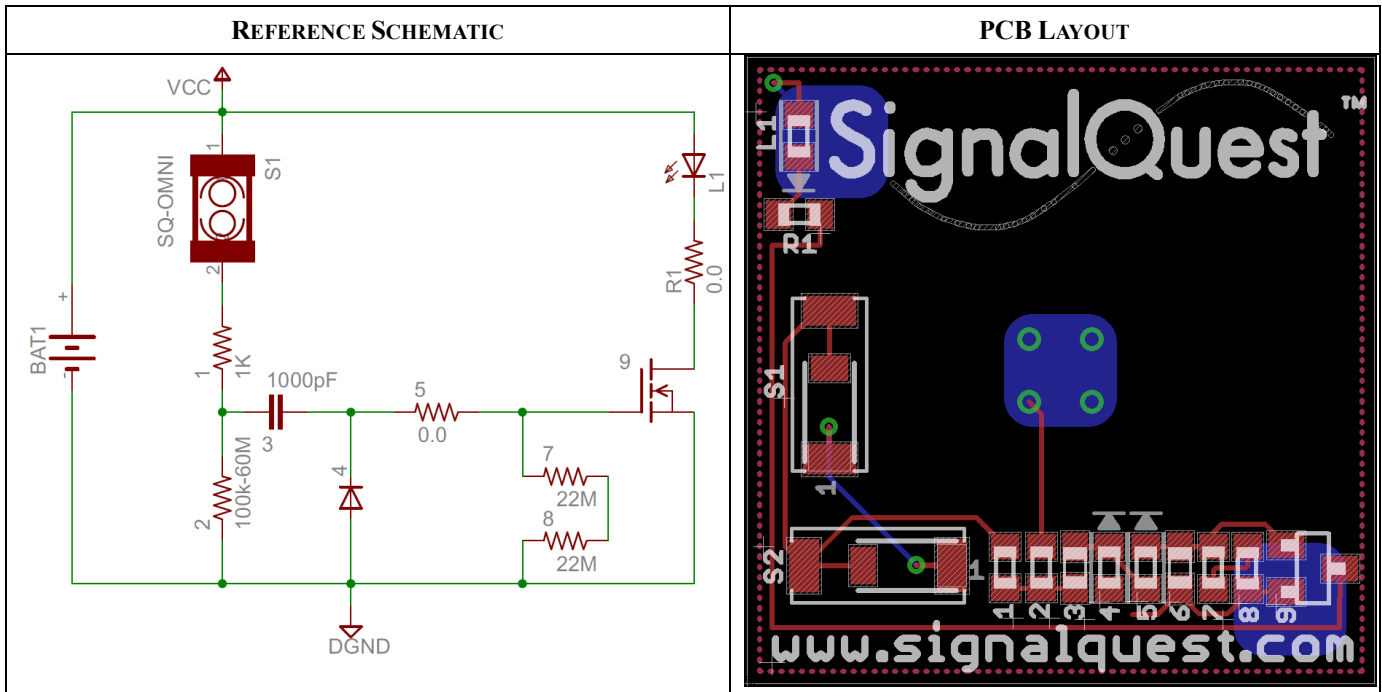 REFERENCE SCHEMATIC
VCC
1
S1
SQ-OMNI
2
L1
R1
0.0
+
BAT1
-
1
1K
1000pF
3
5
0.0
9
4
7
22M
8
22M
2
100k-60M
DGND
PCB LAYOUT
L1
SignalQuest
TM
R1
S1
1
S2
1
1 2 3 4 5 6 7 8 9
www.signalquest.com